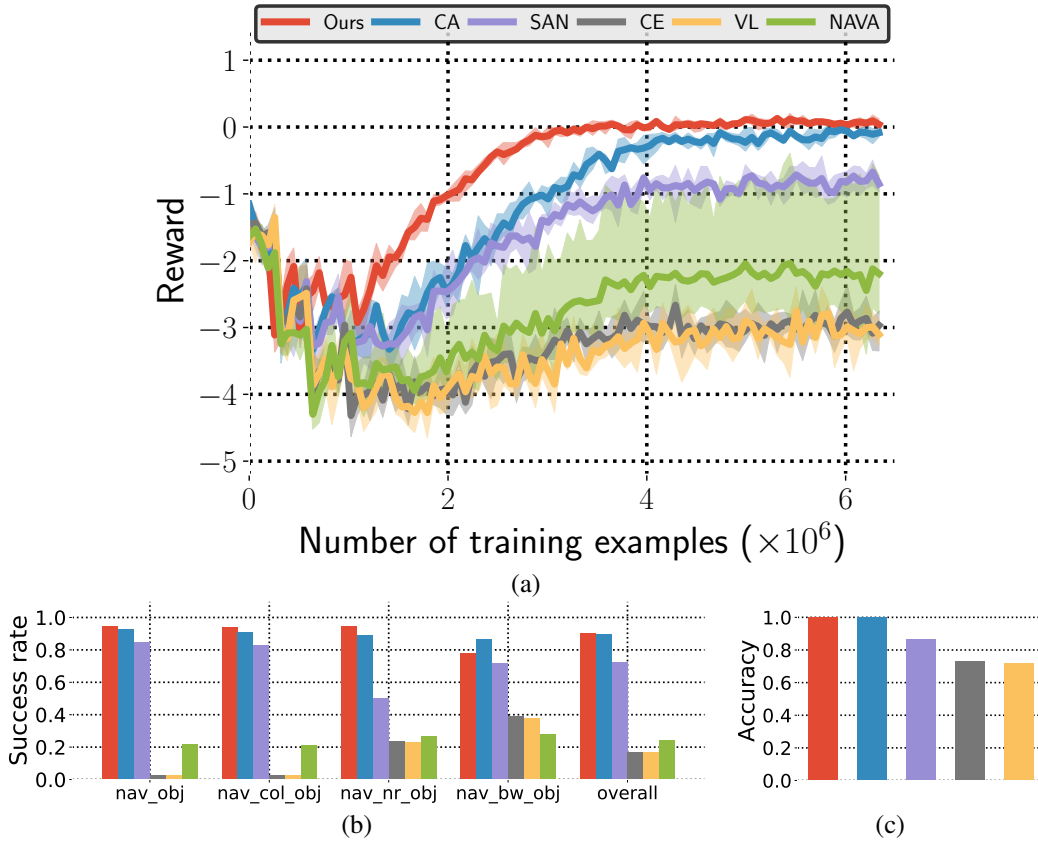 Ours CA SAN CE VL NAVA
1
0
−1
−2
−3
−4
−5
Reward
0 2 4 6
Number of training examples (×10⁶)
(a)
Success rate
1.0
0.8
0.6
0.4
0.2
0.0
nav_obj nav_col_obj nav_nr_obj nav_bw_obj overall
(b)
Accuracy
1.0
0.8
0.6
0.4
0.2
0.0
(c)